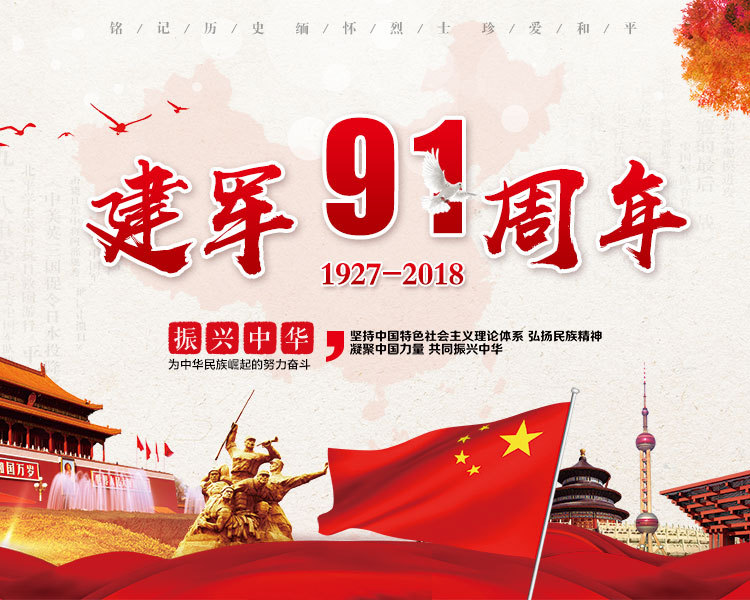 铭/记/历/史 缅/怀/烈/士 珍/爱/和/平
建军91周年
1927-2018
振兴中华
为中华民族崛起的努力奋斗
坚持中国特色社会主义理论体系 弘扬民族精神
凝聚中国力量 共同振兴中华
国万岁